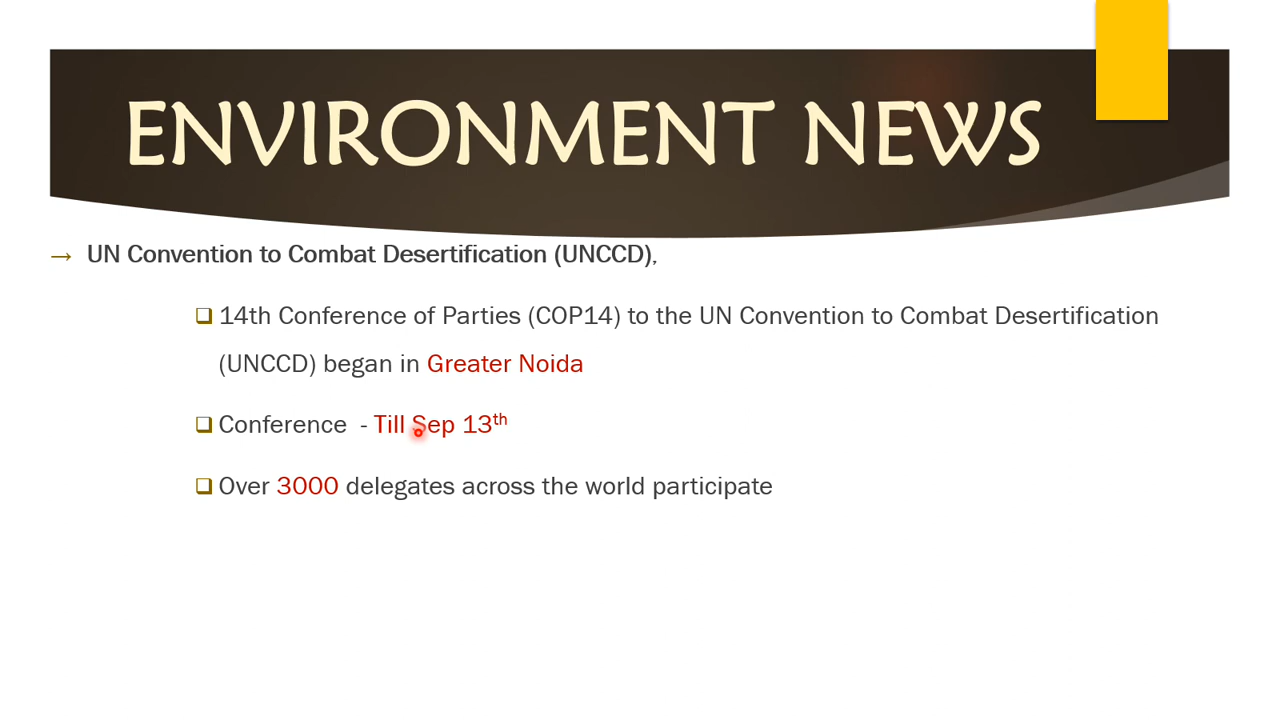 ENVIRONMENT NEWS
→ UN Convention to Combat Desertification (UNCCD),
❑ 14th Conference of Parties (COP14) to the UN Convention to Combat Desertification
(UNCCD) began in Greater Noida
❑ Conference - Till Sep 13th
❑ Over 3000 delegates across the world participate